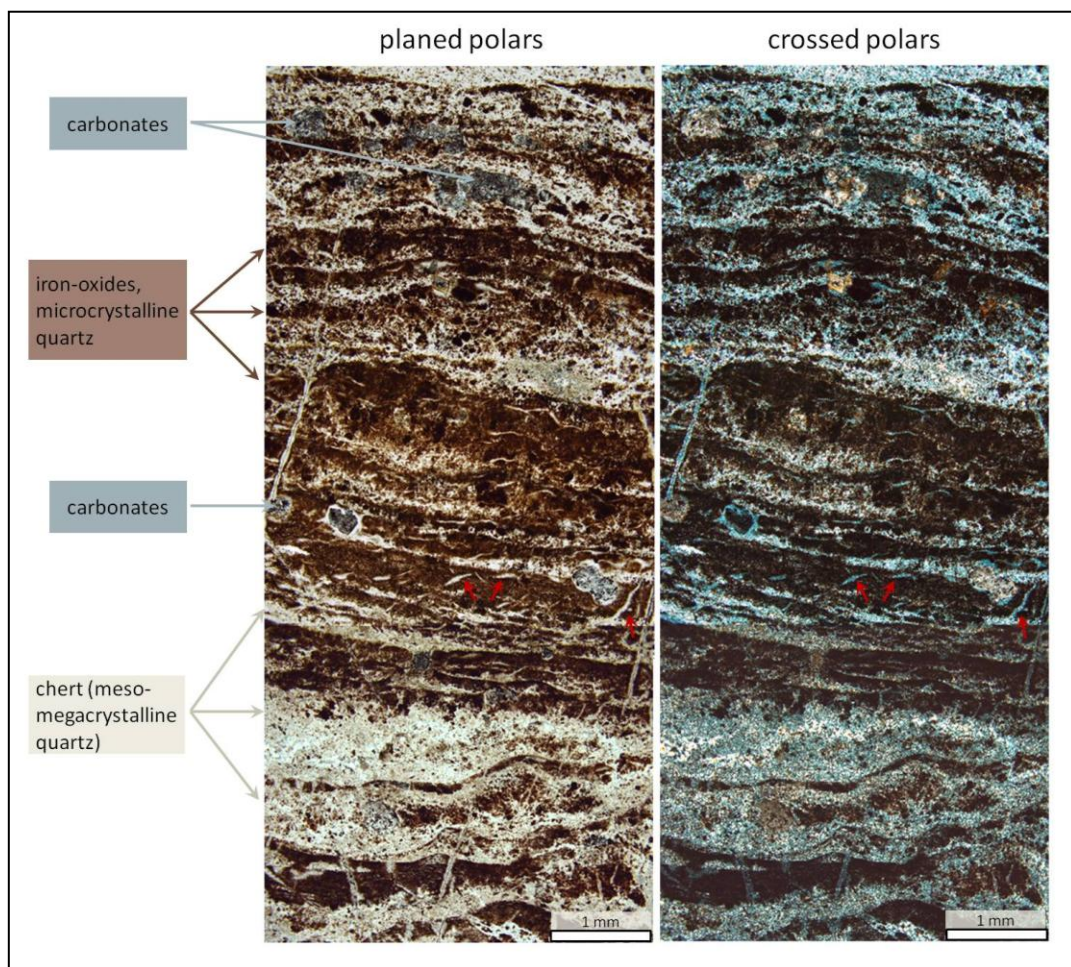 planed polars
crossed polars
carbonates
iron-oxides,
microcrystalline
quartz
carbonates
chert (meso-
megacrystalline
quartz)
1 mm
1 mm